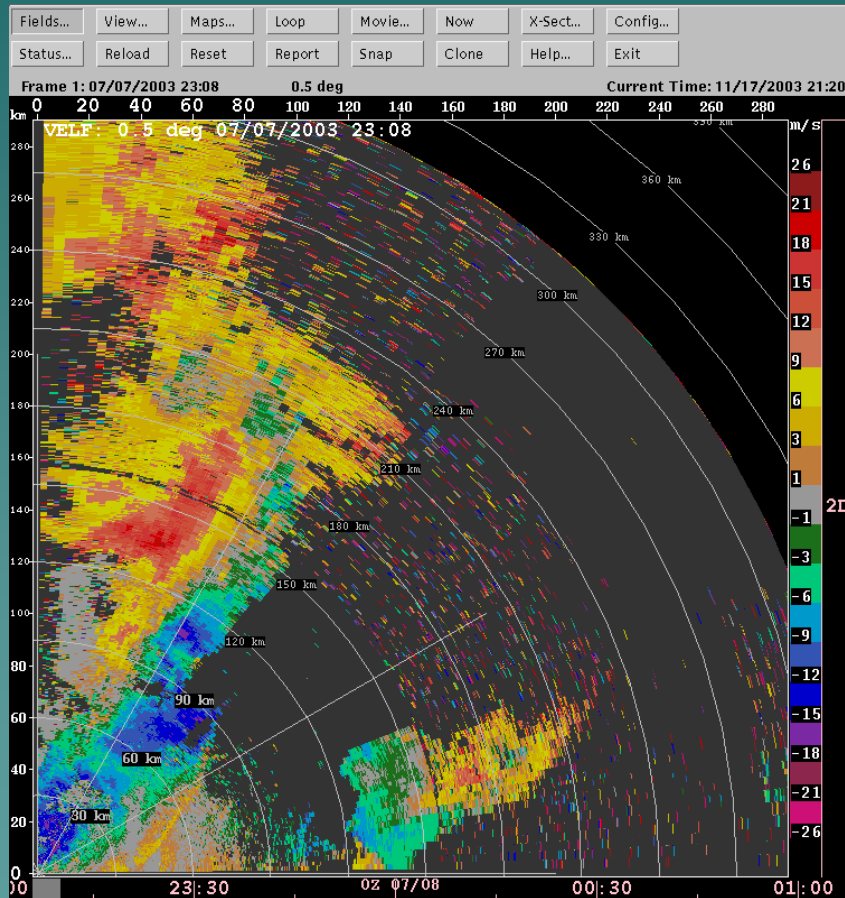 Fields... View... Maps... Loop Movie... Now X-Sect... Config...
Status... Reload Reset Report Snap Clone Help... Exit
Frame 1: 07/07/2003 23:08 0.5 deg Current Time: 11/17/2003 21:20
0 20 40 60 80 100 120 140 160 180 200 220 240 260 280
km m/s
VELF: 0.5 deg 07/07/2003 23:08
280
260
240
220
200
180
160
140
120
100
80
60
40
20
0
360 km
330 km
300 km
270 km
240 km
210 km
180 km
150 km
120 km
90 km
60 km
30 km
26
21
18
15
12
9
6
3
1
-1
-3
-6
-9
-12
-15
-18
-21
-26
2D
00 23:30 0Z 07/08 00:30 01:00